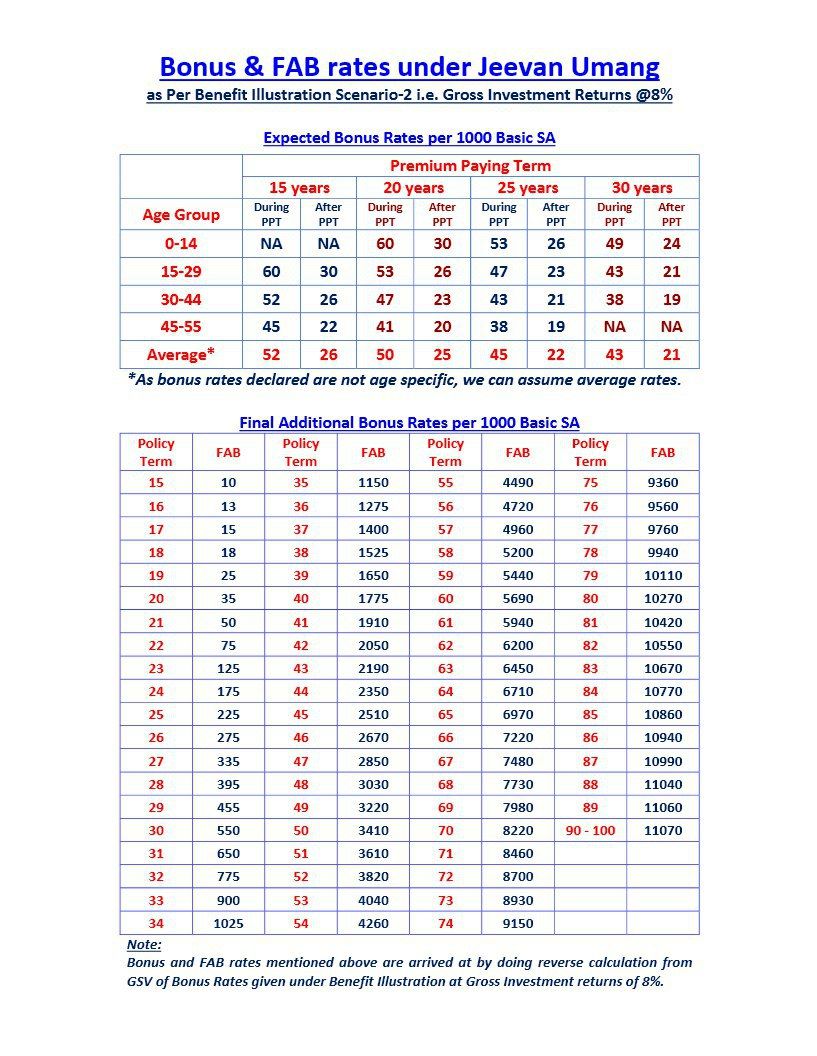 Bonus & FAB rates under Jeevan Umang
as Per Benefit Illustration Scenario-2 i.e. Gross Investment Returns @8%
Expected Bonus Rates per 1000 Basic SA
Premium Paying Term
15 years 20 years 25 years 30 years
Age Group During PPT After PPT During PPT After PPT During PPT After PPT During PPT After PPT
0-14 NA NA 60 30 53 26 49 24
15-29 60 30 53 26 47 23 43 21
30-44 52 26 47 23 43 21 38 19
45-55 45 22 41 20 38 19 NA NA
Average* 52 26 50 25 45 22 43 21
*As bonus rates declared are not age specific, we can assume average rates.
Final Additional Bonus Rates per 1000 Basic SA
Policy Term FAB Policy Term FAB Policy Term FAB Policy Term FAB
15 10 35 1150 55 4490 75 9360
16 13 36 1275 56 4720 76 9560
17 15 37 1400 57 4960 77 9760
18 18 38 1525 58 5200 78 9940
19 25 39 1650 59 5440 79 10110
20 35 40 1775 60 5690 80 10270
21 50 41 1910 61 5940 81 10420
22 75 42 2050 62 6200 82 10550
23 125 43 2190 63 6450 83 10670
24 175 44 2350 64 6710 84 10770
25 225 45 2510 65 6970 85 10860
26 275 46 2670 66 7220 86 10940
27 335 47 2850 67 7480 87 10990
28 395 48 3030 68 7730 88 11040
29 455 49 3220 69 7980 89 11060
30 550 50 3410 70 8220 90 - 100 11070
31 650 51 3610 71 8460
32 775 52 3820 72 8700
33 900 53 4040 73 8930
34 1025 54 4260 74 9150
Note:
Bonus and FAB rates mentioned above are arrived at by doing reverse calculation from
GSV of Bonus Rates given under Benefit Illustration at Gross Investment returns of 8%.